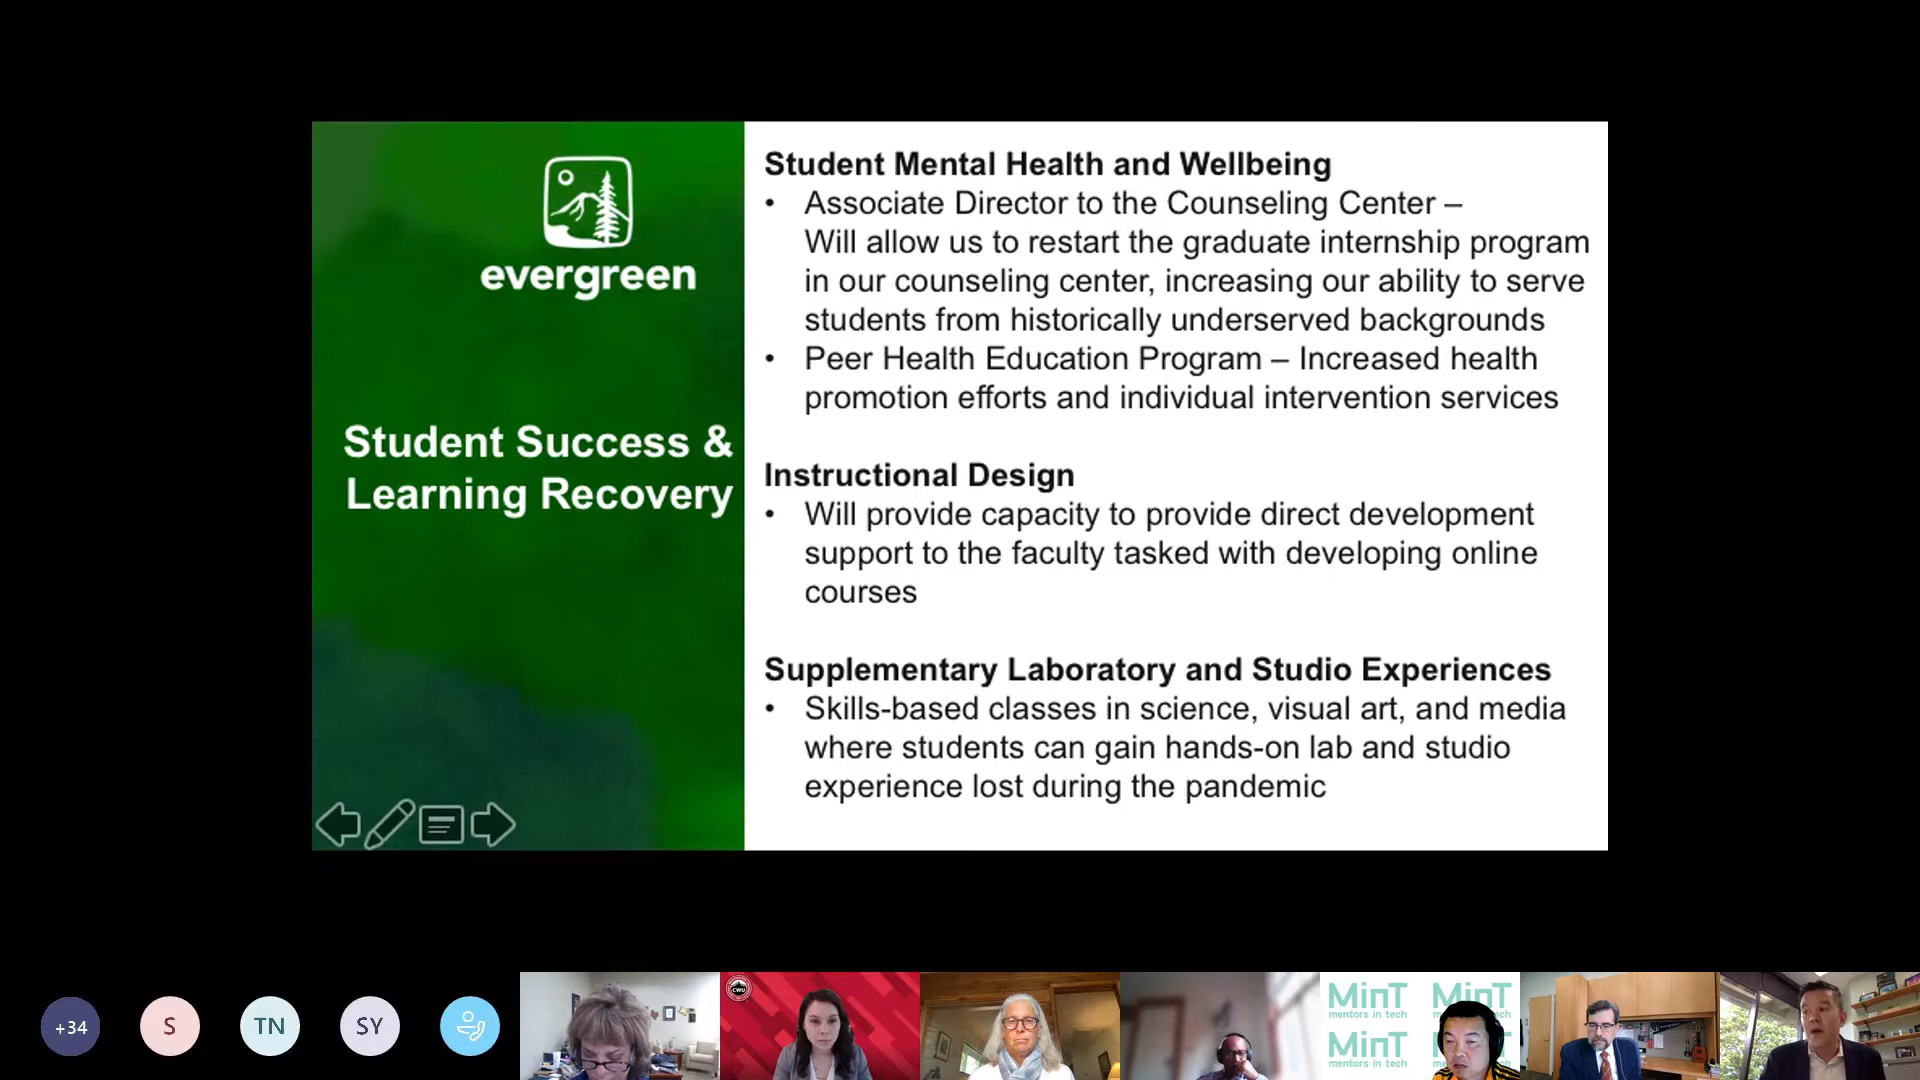 evergreen
Student Success &
Learning Recovery
Student Mental Health and Wellbeing
• Associate Director to the Counseling Center –
Will allow us to restart the graduate internship program
in our counseling center, increasing our ability to serve
students from historically underserved backgrounds
• Peer Health Education Program – Increased health
promotion efforts and individual intervention services
Instructional Design
• Will provide capacity to provide direct development
support to the faculty tasked with developing online
courses
Supplementary Laboratory and Studio Experiences
• Skills-based classes in science, visual art, and media
where students can gain hands-on lab and studio
experience lost during the pandemic
+34
S
TN
SY
CWU
MinT
mentors in tech
MinT
MinT
mentors in tech